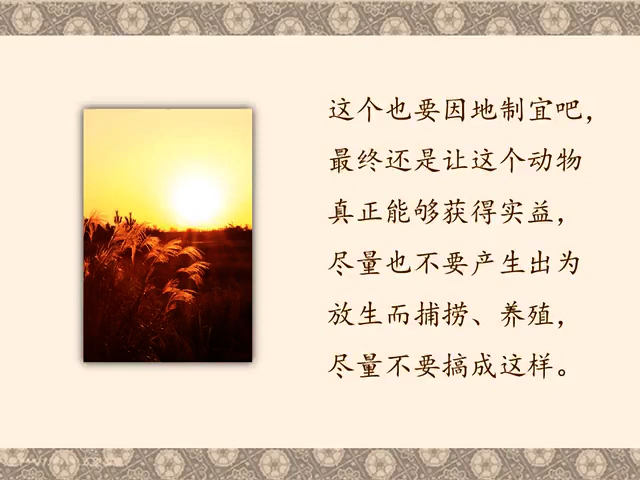 这个也要因地制宜吧，
最终还是让这个动物
真正能够获得实益，
尽量也不要产生出为
放生而捕捞、养殖，
尽量不要搞成这样。